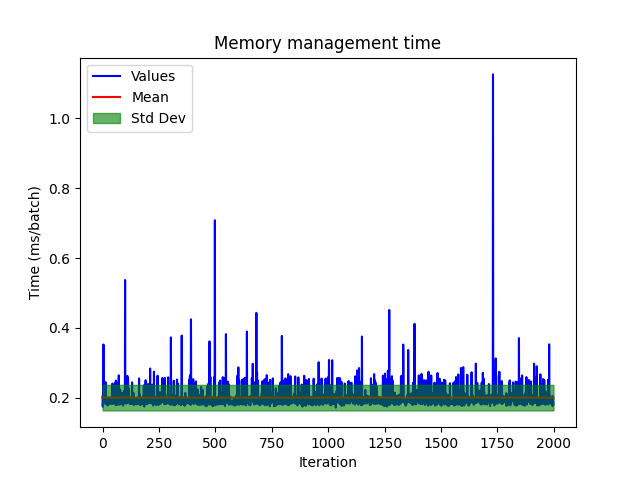 Memory management time
Values
Mean
Std Dev
Time (ms/batch)
1.0
0.8
0.6
0.4
0.2
0 250 500 750 1000 1250 1500 1750 2000
Iteration